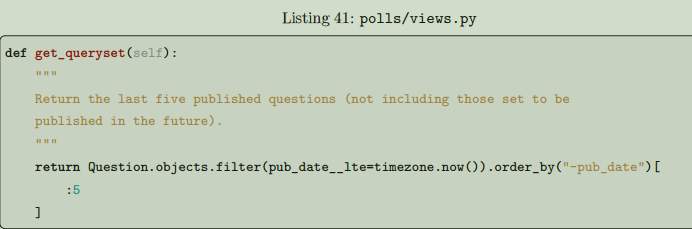 Listing 41: polls/views.py
def get_queryset(self):
    """
    Return the last five published questions (not including those set to be
    published in the future).
    """
    return Question.objects.filter(pub_date__lte=timezone.now()).order_by("-pub_date")[
        :5
    ]